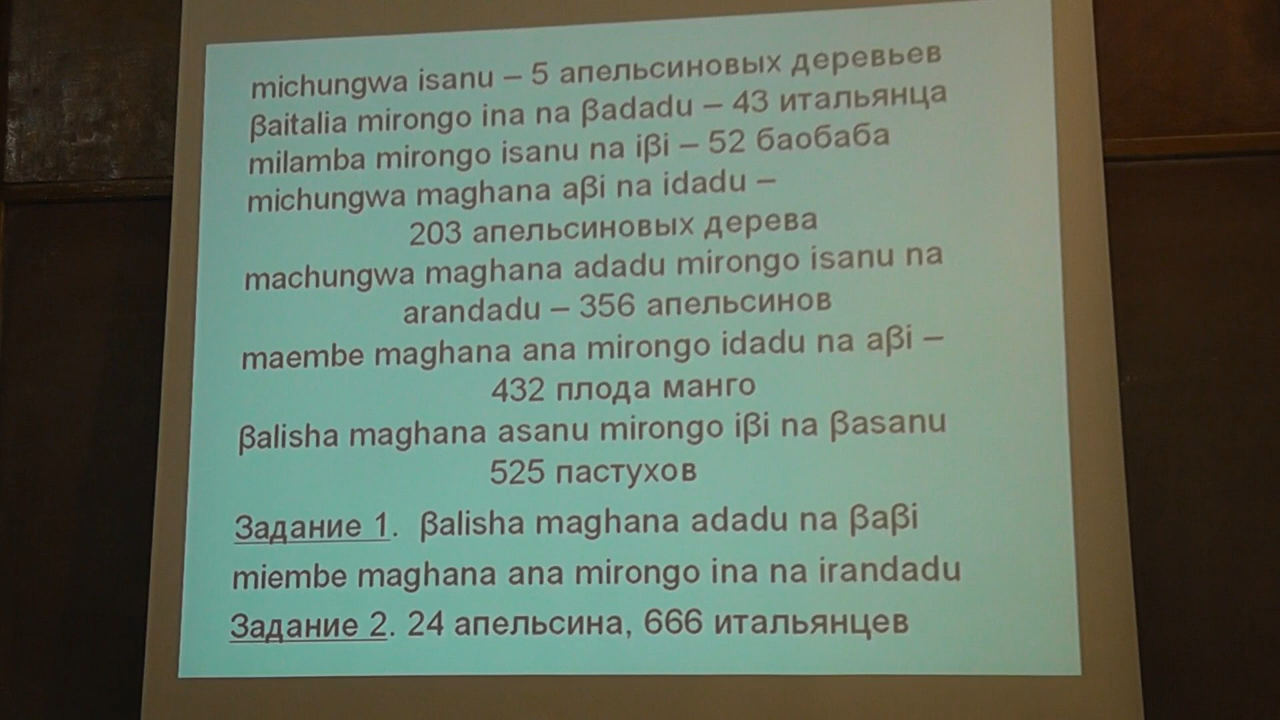 michungwa isanu – 5 апельсиновых деревьев
βaitalia mirongo ina na βadadu – 43 итальянца
milamba mirongo isanu na iβi – 52 баобаба
michungwa maghana aβi na idadu –
203 апельсиновых дерева
machungwa maghana adadu mirongo isanu na
arandadu – 356 апельсинов
maembe maghana ana mirongo idadu na aβi –
432 плода манго
βalisha maghana asanu mirongo iβi na βasanu
525 пастухов
Задание 1. βalisha maghana adadu na βaβi
miembe maghana ana mirongo ina na irandadu
Задание 2. 24 апельсина, 666 итальянцев